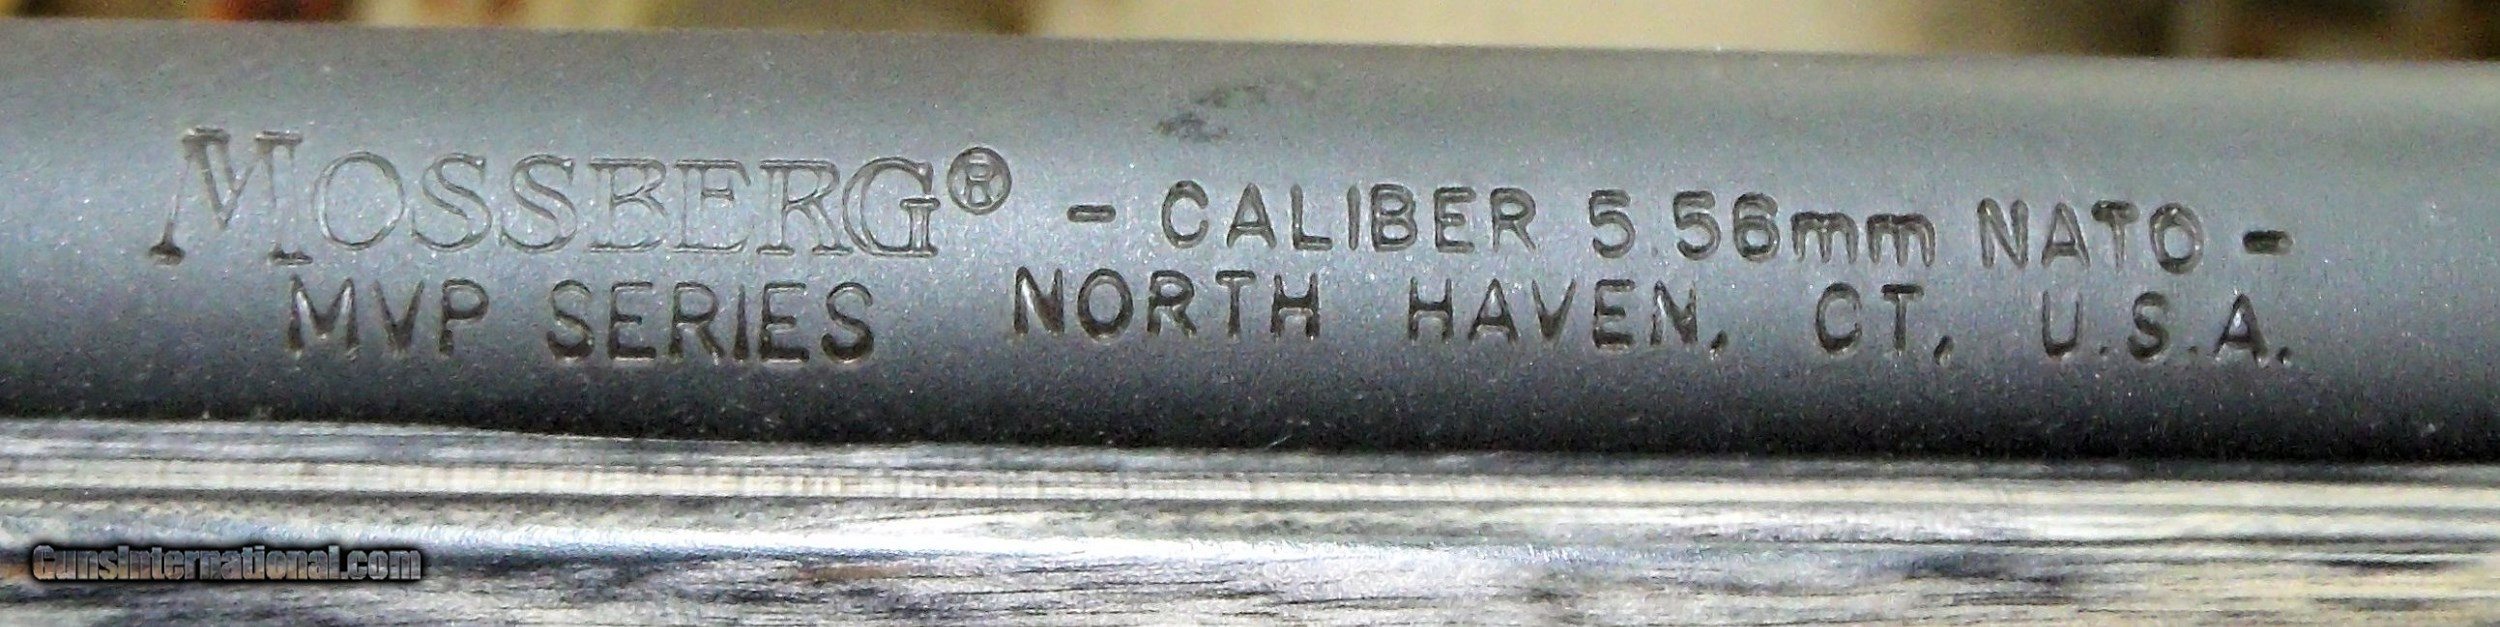 MOSSBERG® - CALIBER 5.56mm NATO -
MVP SERIES NORTH HAVEN, CT, U.S.A.
GunsInternational.com